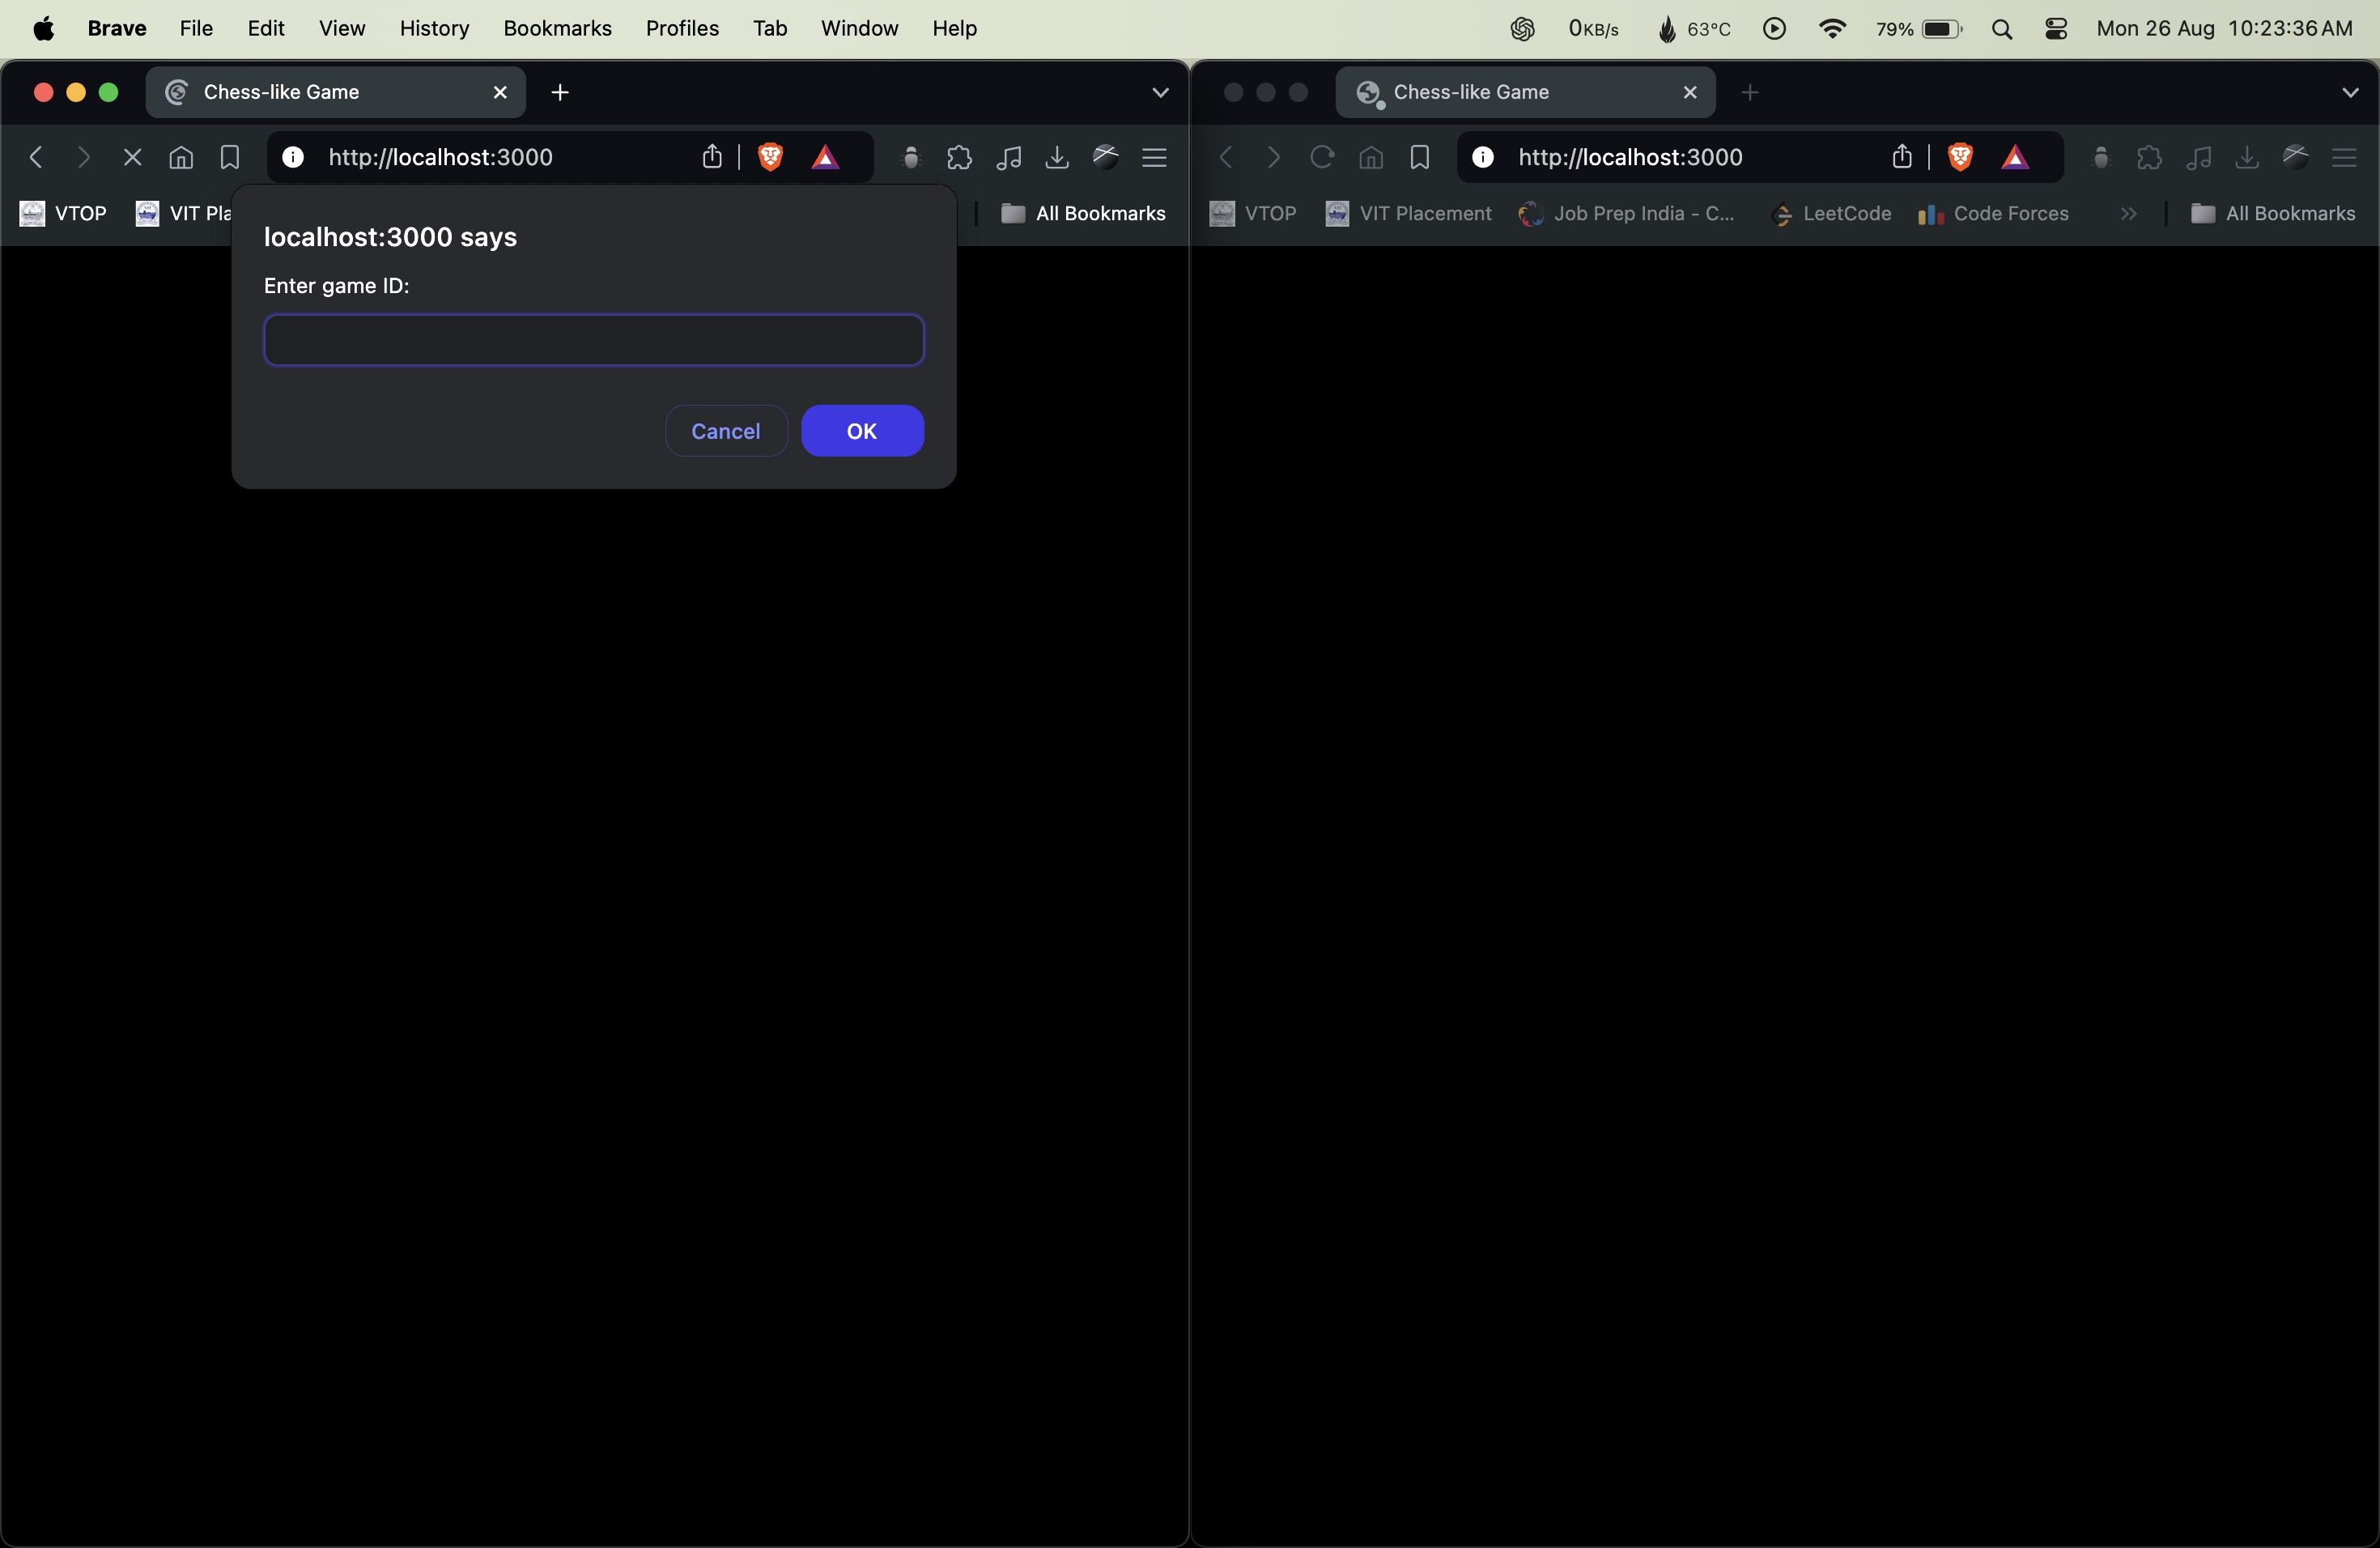 Brave File Edit View History Bookmarks Profiles Tab Window Help 0KB/s 63°C 79% Mon 26 Aug 10:23:36 AM
Chess-like Game
http://localhost:3000
VTOP VIT Pla All Bookmarks
localhost:3000 says
Enter game ID:
Cancel OK
Chess-like Game
http://localhost:3000
VTOP VIT Placement Job Prep India - C... LeetCode Code Forces All Bookmarks